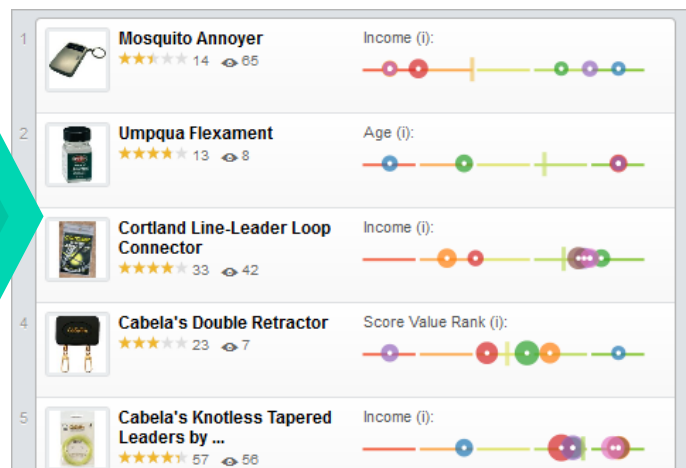 1
Mosquito Annoyer
14 65
Income (i):
2
Umpqua Flexament
13 8
Age (i):
Cortland Line-Leader Loop
Connector
33 42
Income (i):
4
Cabela's Double Retractor
23 7
Score Value Rank (i):
5
Cabela's Knotless Tapered
Leaders by ...
57 56
Income (i):